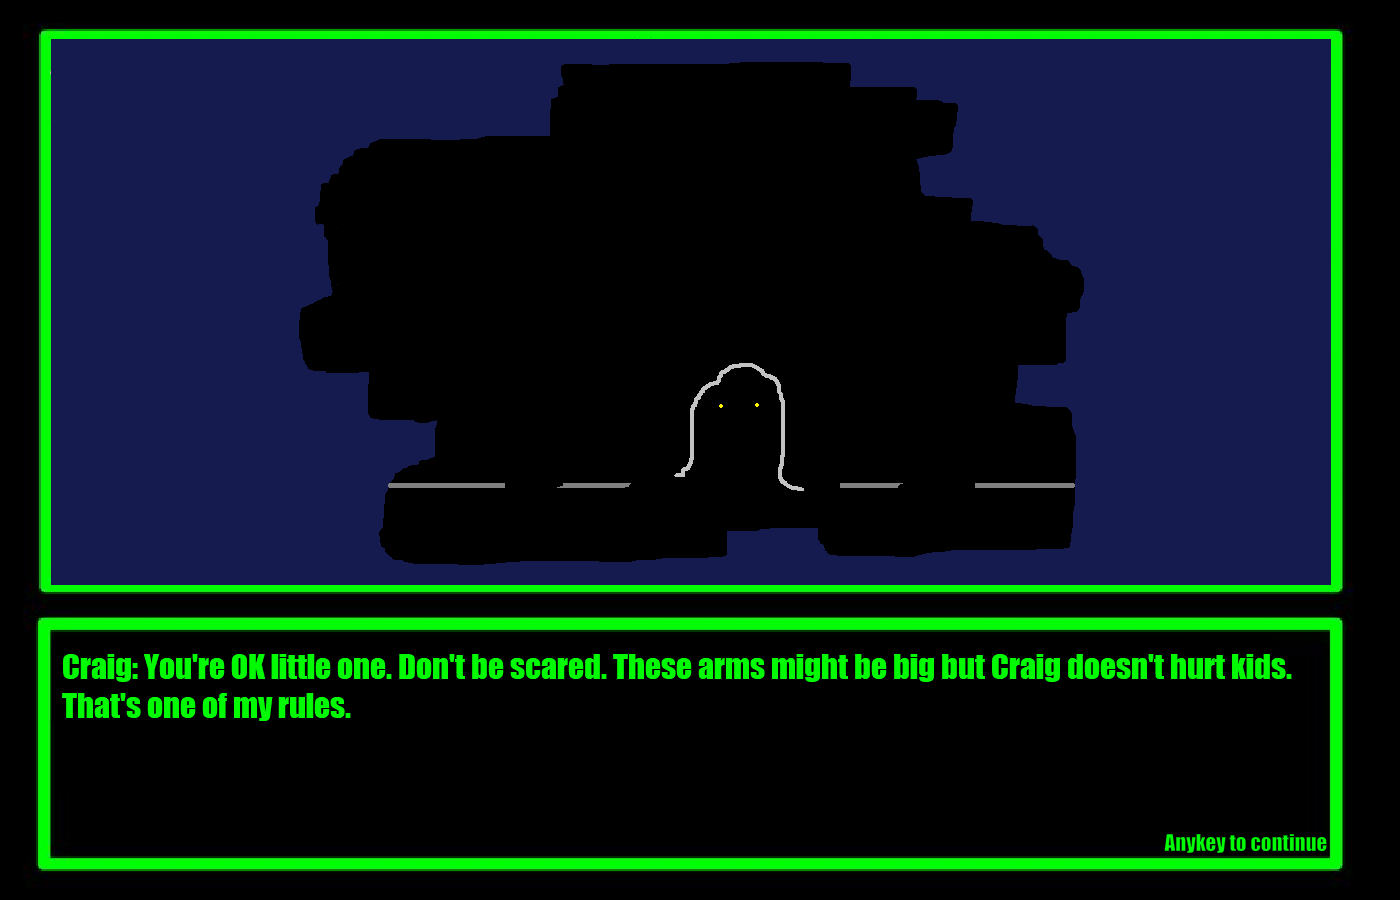 Craig: You're OK little one. Don't be scared. These arms might be big but Craig doesn't hurt kids.
That's one of my rules.
Anykey to continue